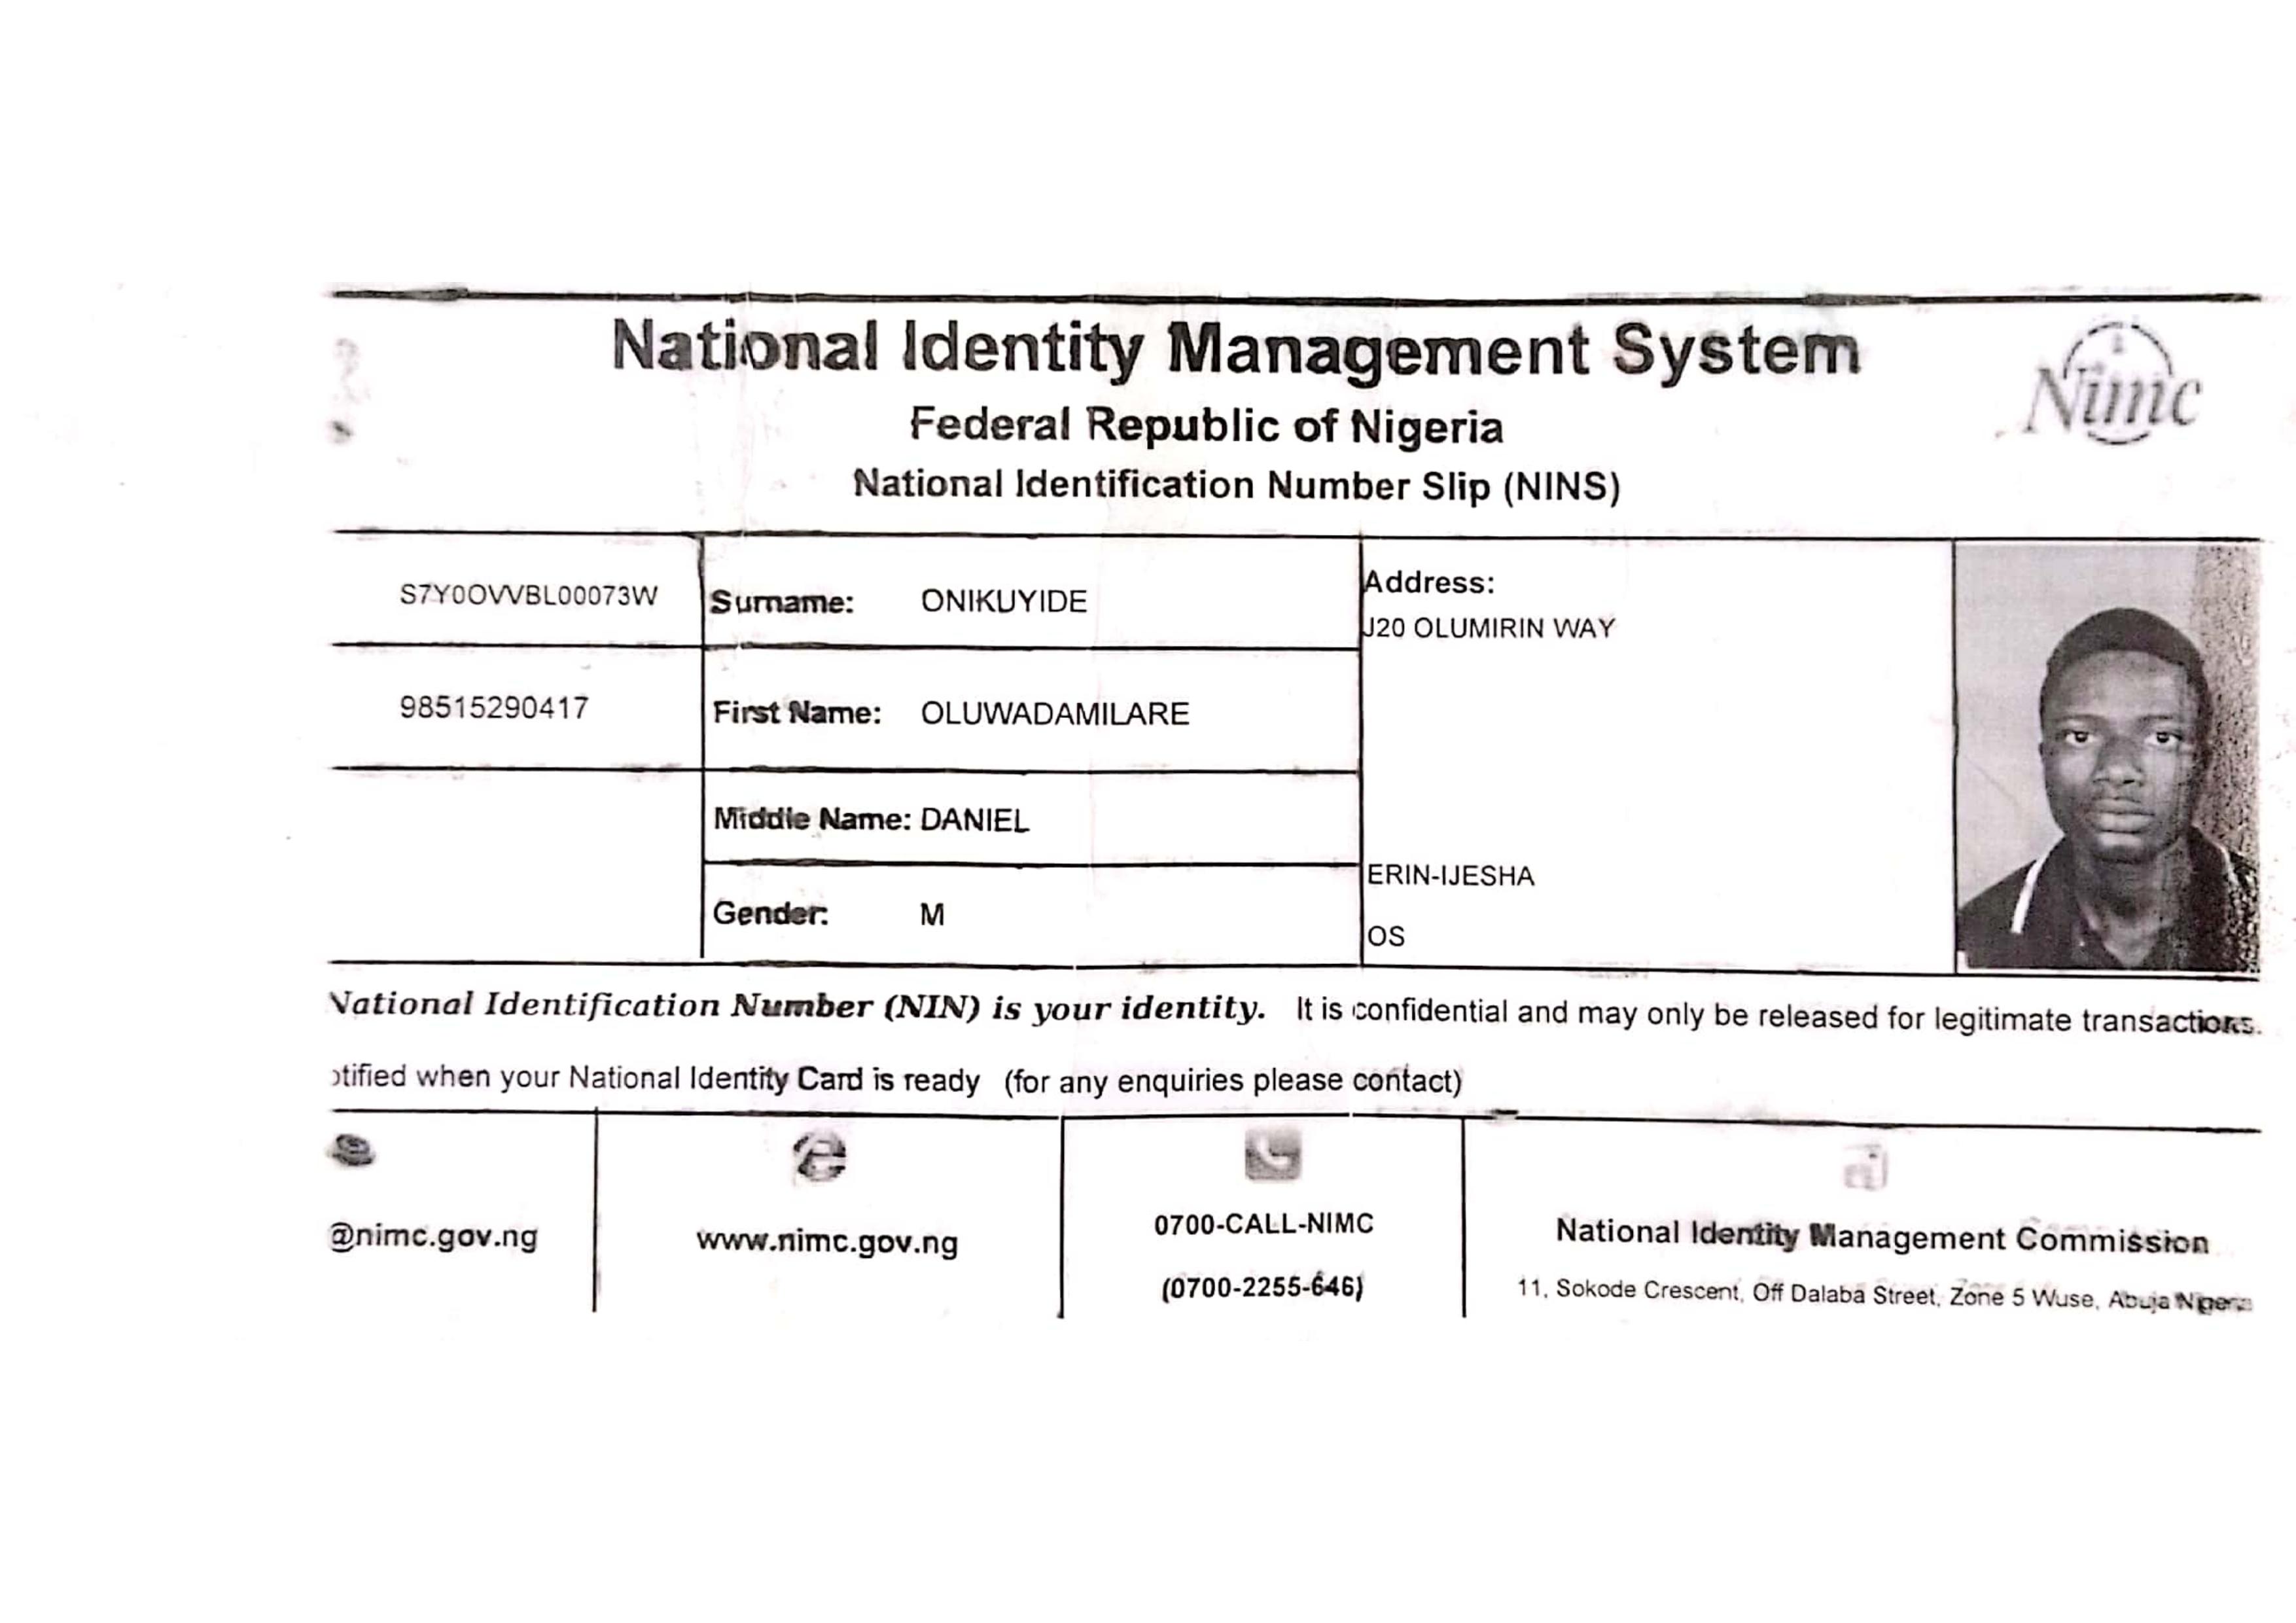 National Identity Management System
Federal Republic of Nigeria
National Identification Number Slip (NINS)
Nimc
S7Y0OVVBL00073W
Surname: ONIKUYIDE
Address:
J20 OLUMIRIN WAY
98515290417
First Name: OLUWADAMILARE
Middle Name: DANIEL
ERIN-IJESHA
Gender: M
OS
National Identification Number (NIN) is your identity. It is confidential and may only be released for legitimate transactions.
otified when your National Identity Card is ready (for any enquiries please contact)
@nimc.gov.ng
www.nimc.gov.ng
0700-CALL-NIMC
(0700-2255-646)
National Identity Management Commission
11, Sokode Crescent, Off Dalaba Street, Zone 5 Wuse, Abuja Nigeria